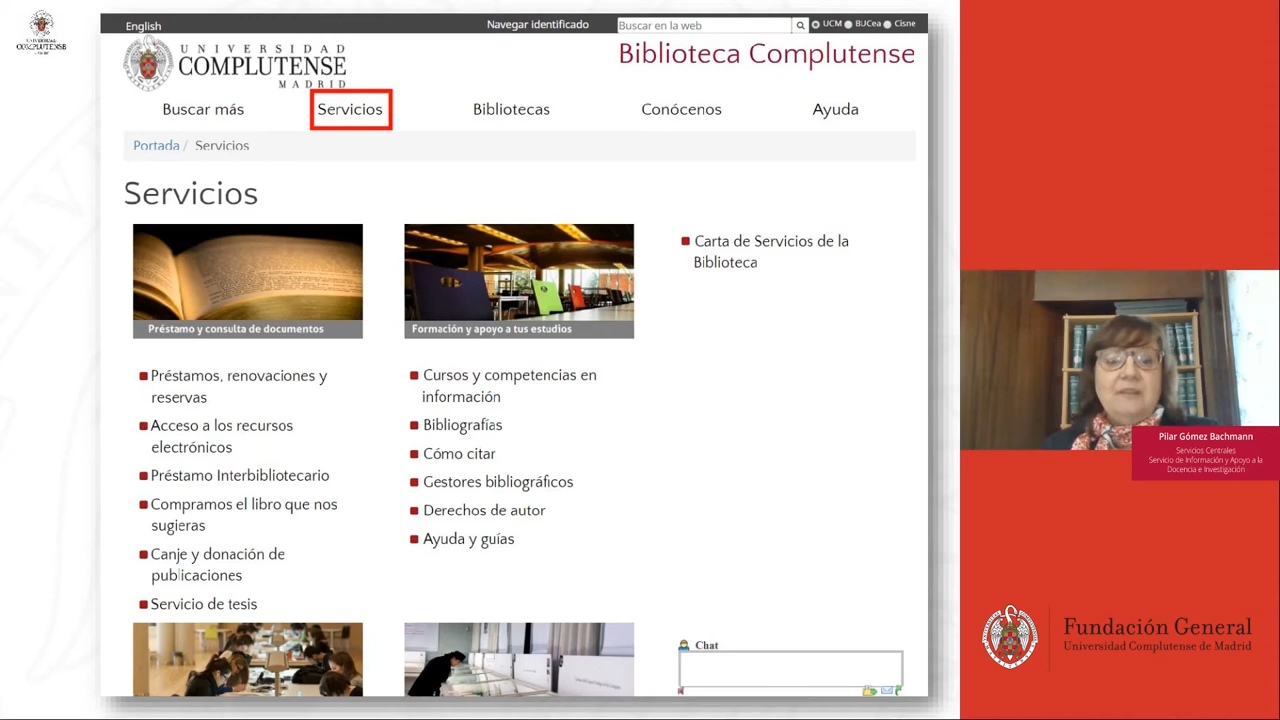 UNIVERSIDAD
COMPLUTENSE
English
Navegar identificado
Buscar en la web
UCM
BUCea
Cisne
UNIVERSIDAD
COMPLUTENSE
MADRID
Biblioteca Complutense
Buscar más
Servicios
Bibliotecas
Conócenos
Ayuda
Portada / Servicios
Servicios
Préstamo y consulta de documentos
Préstamos, renovaciones y
reservas
Acceso a los recursos
electrónicos
Préstamo Interbibliotecario
Compramos el libro que nos
sugieras
Canje y donación de
publicaciones
Servicio de tesis
Formación y apoyo a tus estudios
Cursos y competencias en
información
Bibliografías
Cómo citar
Gestores bibliográficos
Derechos de autor
Ayuda y guías
Carta de Servicios de la
Biblioteca
Chat
Pilar Gómez Bachmann
Servicios Centrales
Servicio de Información y Apoyo a la
Docencia e Investigación
Fundación General
Universidad Complutense de Madrid